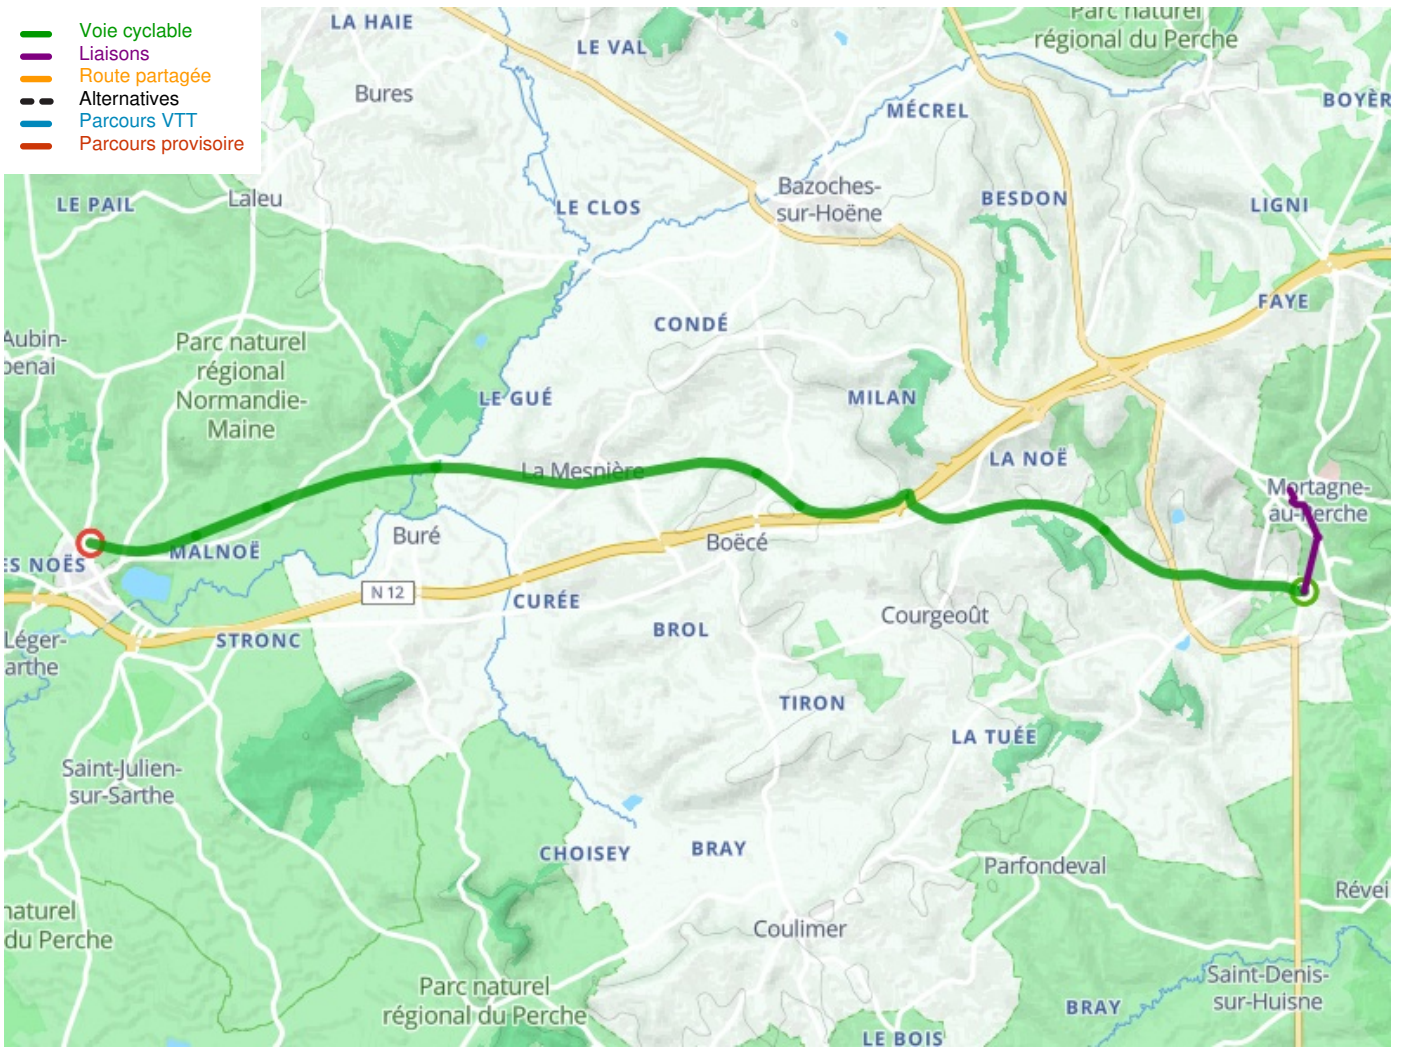 Voie cyclable
Liaisons
Route partagée
Alternatives
Parcours VTT
Parcours provisoire
LA HAIE
LE VAL
Parc naturel
régional du Perche
Bures
MÉCREL
BOYÈR
LE PAIL
Laleu
LE CLOS
Bazoches-
sur-Hoëne
BESDON
LIGNI
FAYE
CONDÉ
Aubin-
penai
Parc naturel
régional
Normandie-
Maine
LE GUÉ
MILAN
LA NOË
La Mesnière
Mortagne-
au-Perche
Buré
MALNOË
ES NOËS
Boëcé
N 12
CURÉE
Courgeoût
STRONC
BROL
Léger-
arthe
TIRON
LA TUÉE
Saint-Julien-
sur-Sarthe
CHOISEY
BRAY
Parfondeval
Révei
naturel
du Perche
Coulimer
Parc naturel
régional du Perche
Saint-Denis-
sur-Huisne
BRAY
LE BOIS